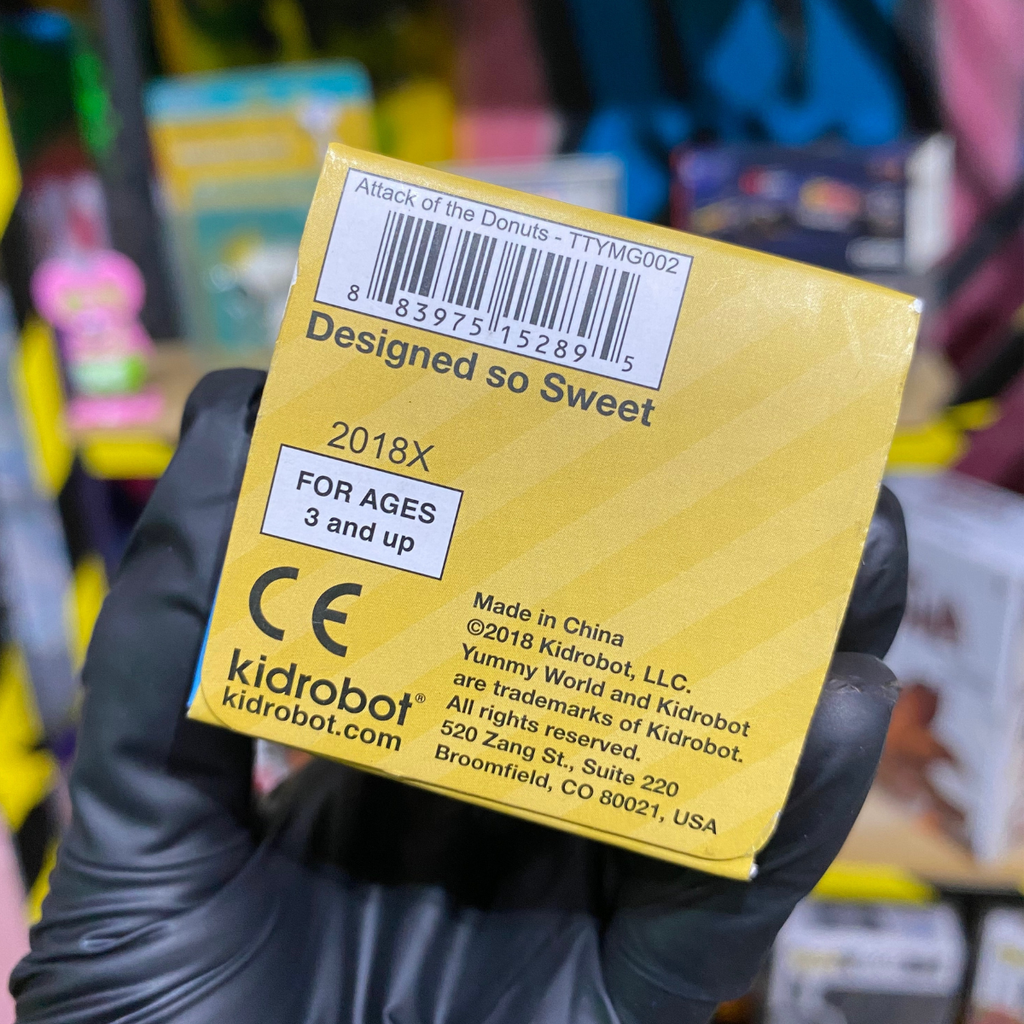 Attack of the Donuts - TTYMG002
8 83975 15289 5
Designed so Sweet
2018X
FOR AGES
3 and up
CE
kidrobot®
kidrobot.com
Made in China
©2018 Kidrobot, LLC.
Yummy World and Kidrobot
are trademarks of Kidrobot.
All rights reserved.
520 Zang St., Suite 220
Broomfield, CO 80021, USA